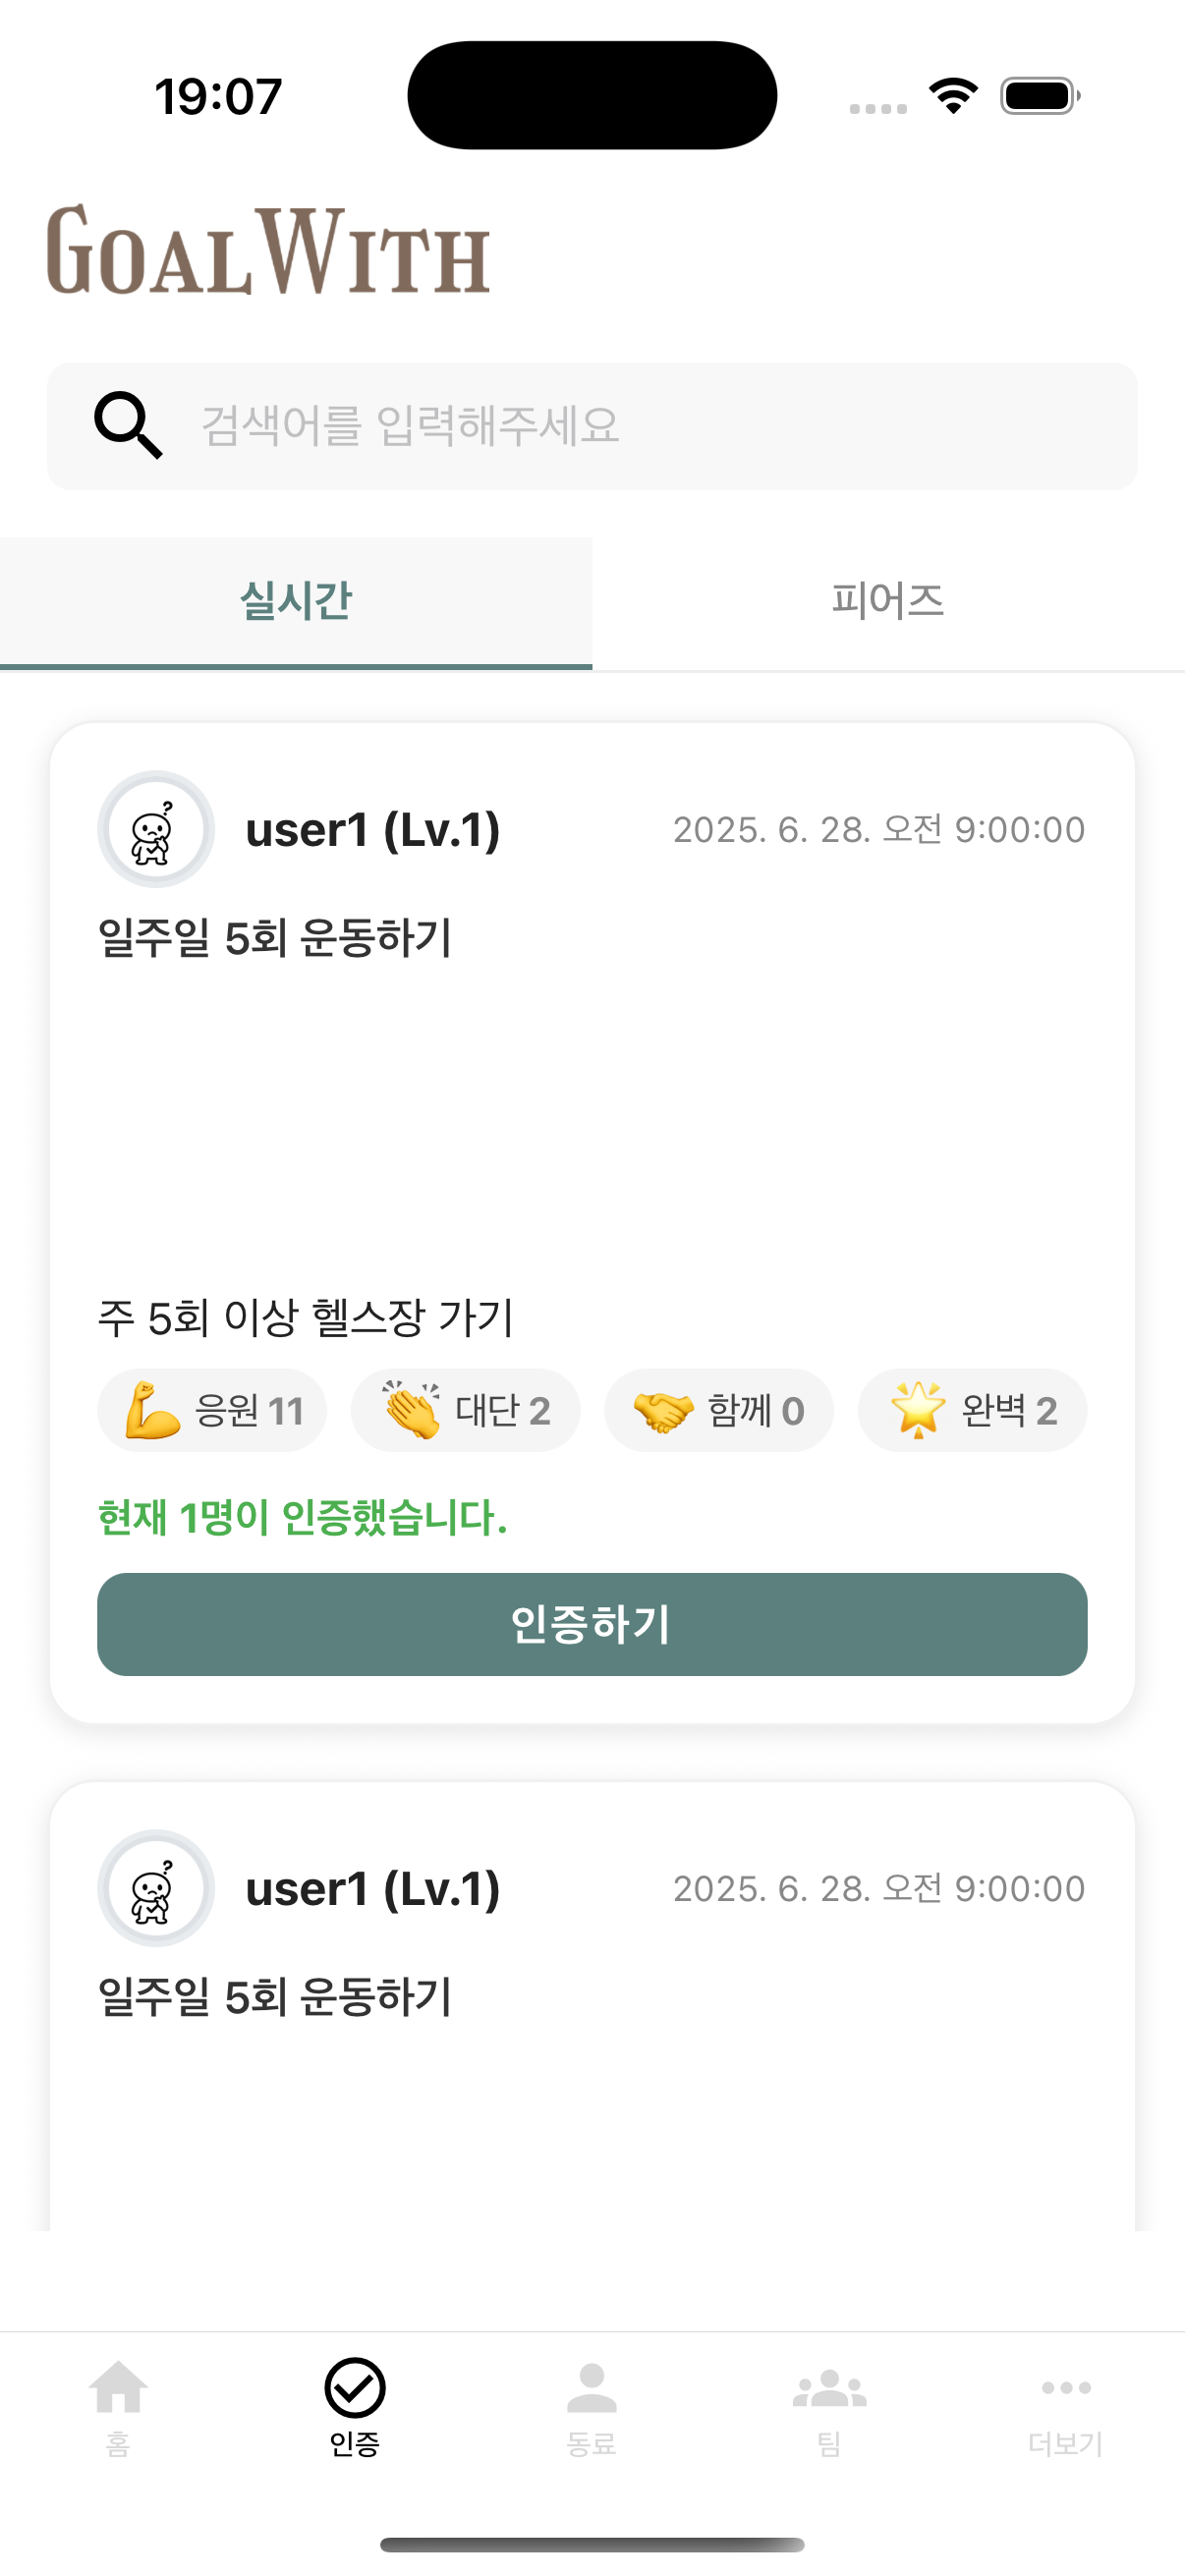 19:07
GOALWITH
검색어를 입력해주세요
실시간 피어즈
user1 (Lv.1) 2025. 6. 28. 오전 9:00:00
일주일 5회 운동하기
주 5회 이상 헬스장 가기
💪 응원 11 👏 대단 2 🤝 함께 0 🌟 완벽 2
현재 1명이 인증했습니다.
인증하기
user1 (Lv.1) 2025. 6. 28. 오전 9:00:00
일주일 5회 운동하기
홈 인증 동료 팀 더보기